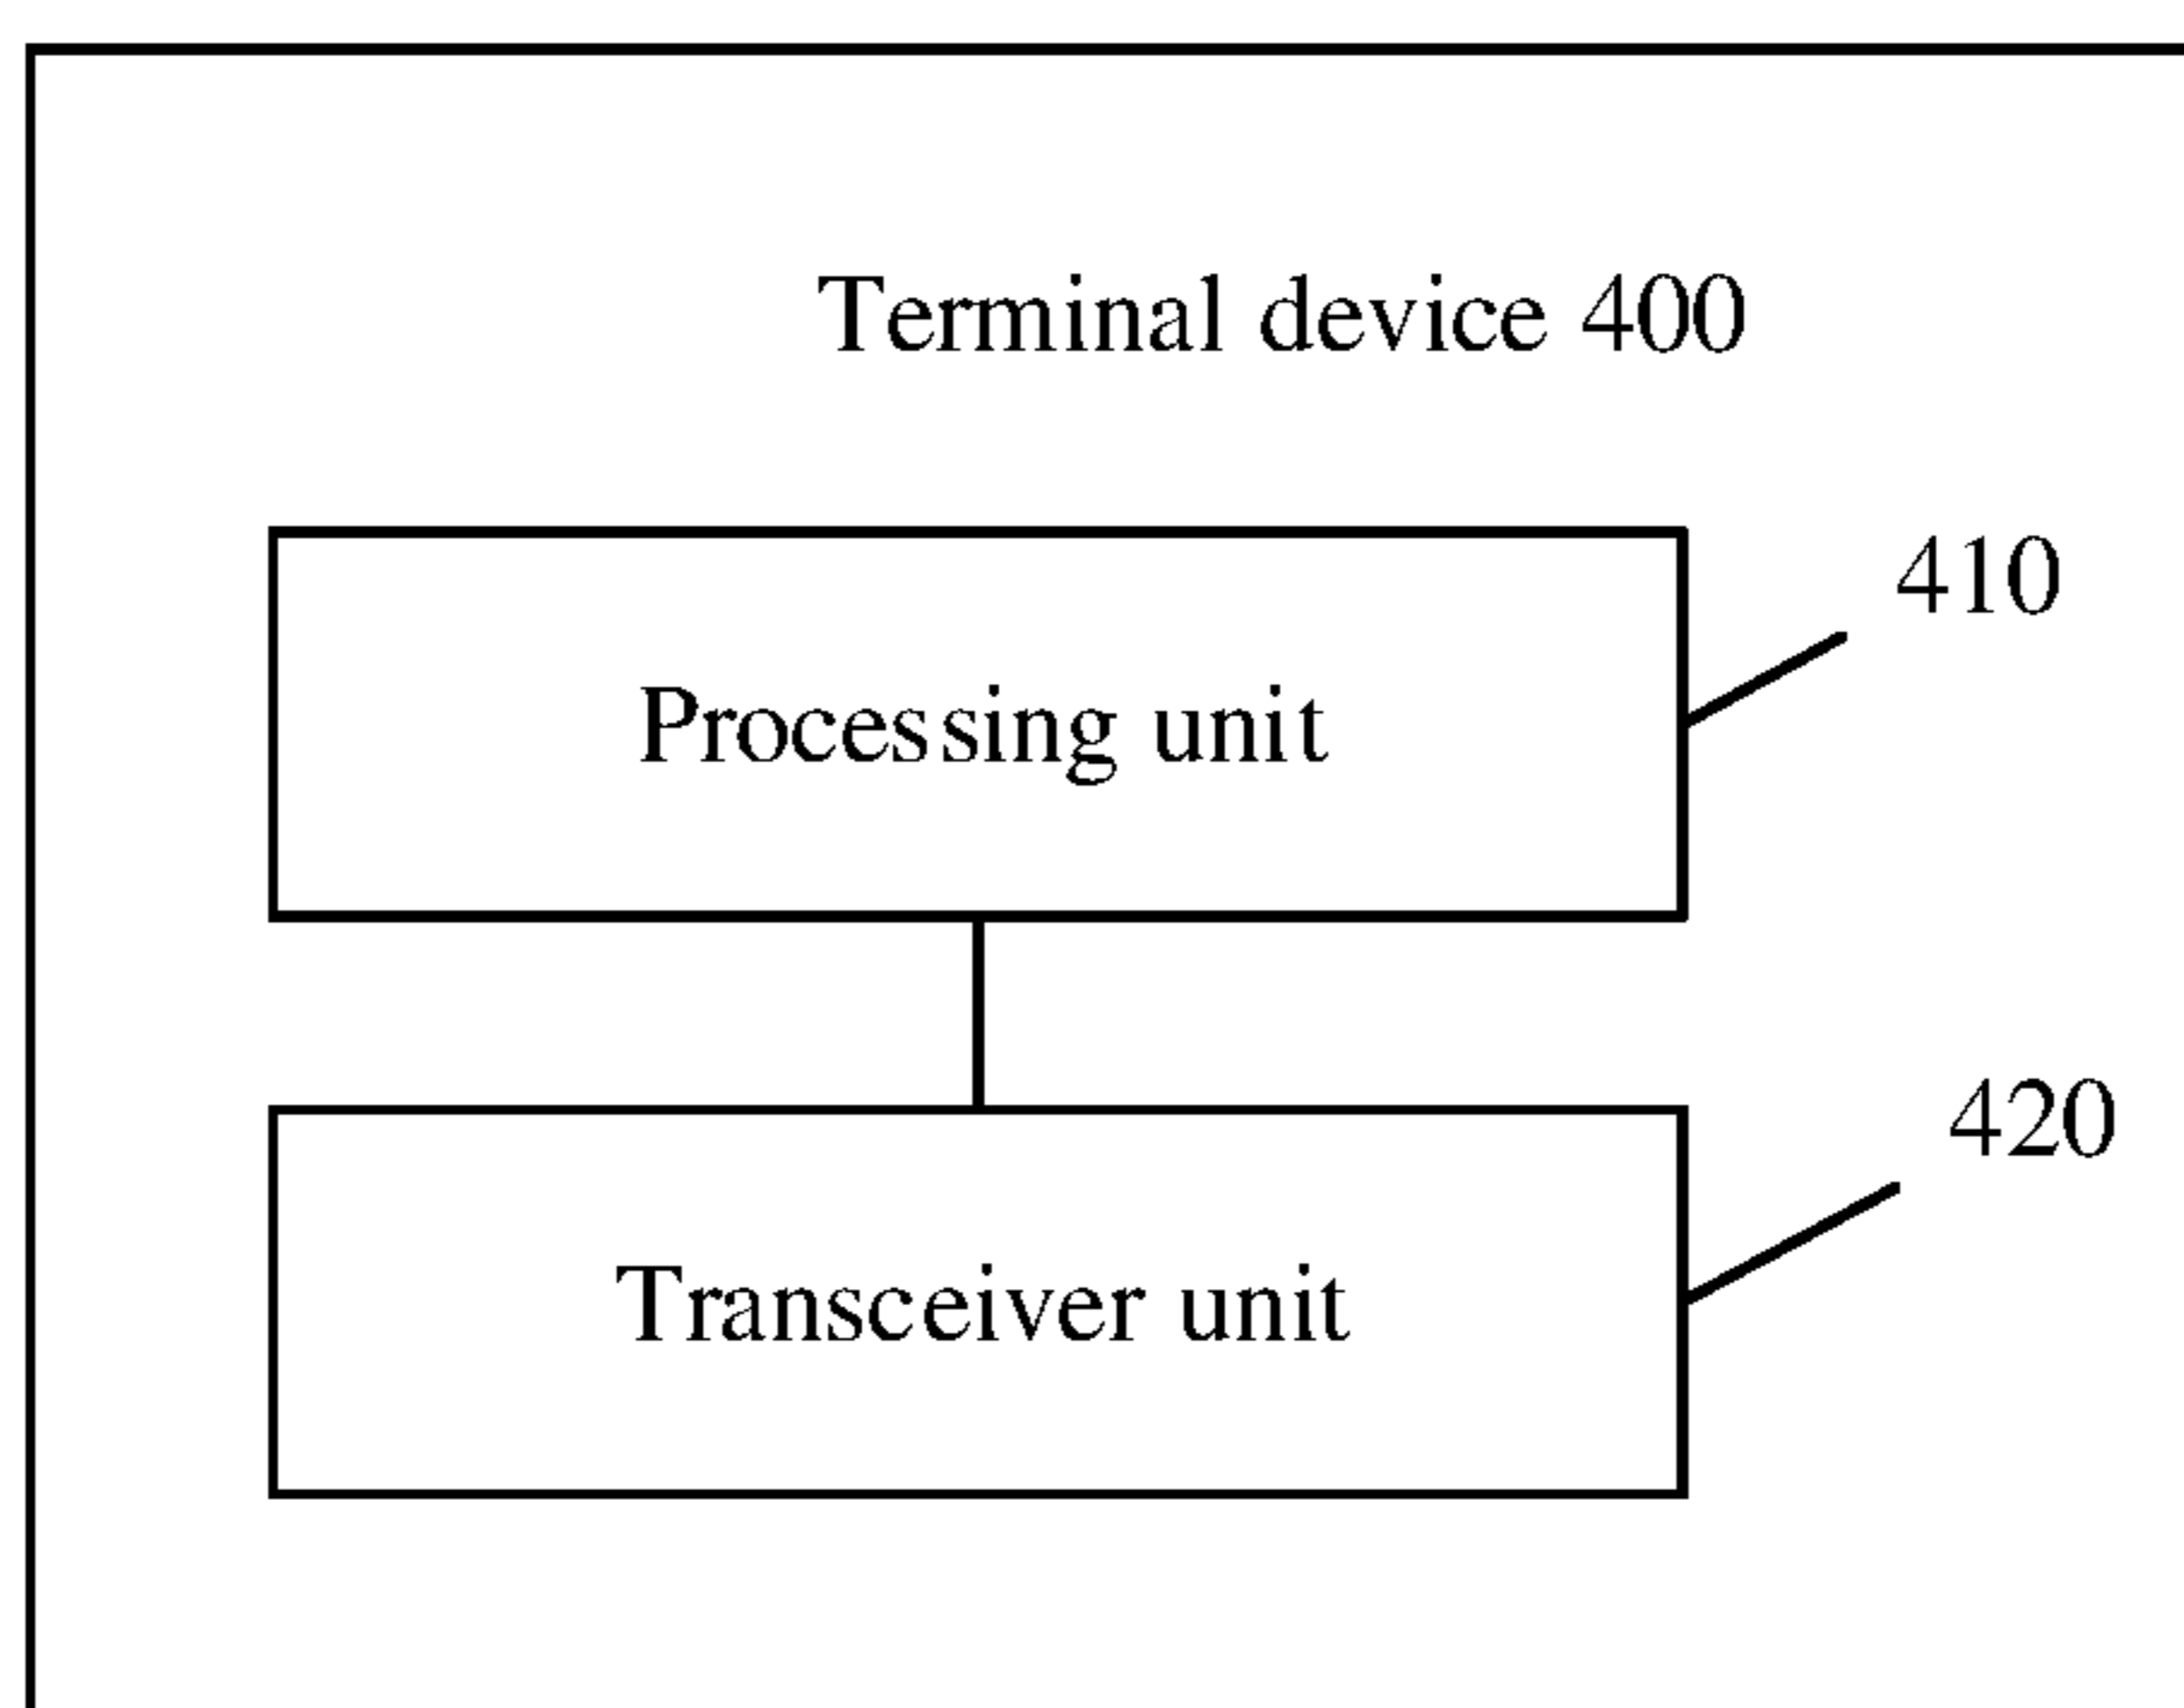 Terminal device 400
410
Processing unit
420
Transceiver unit